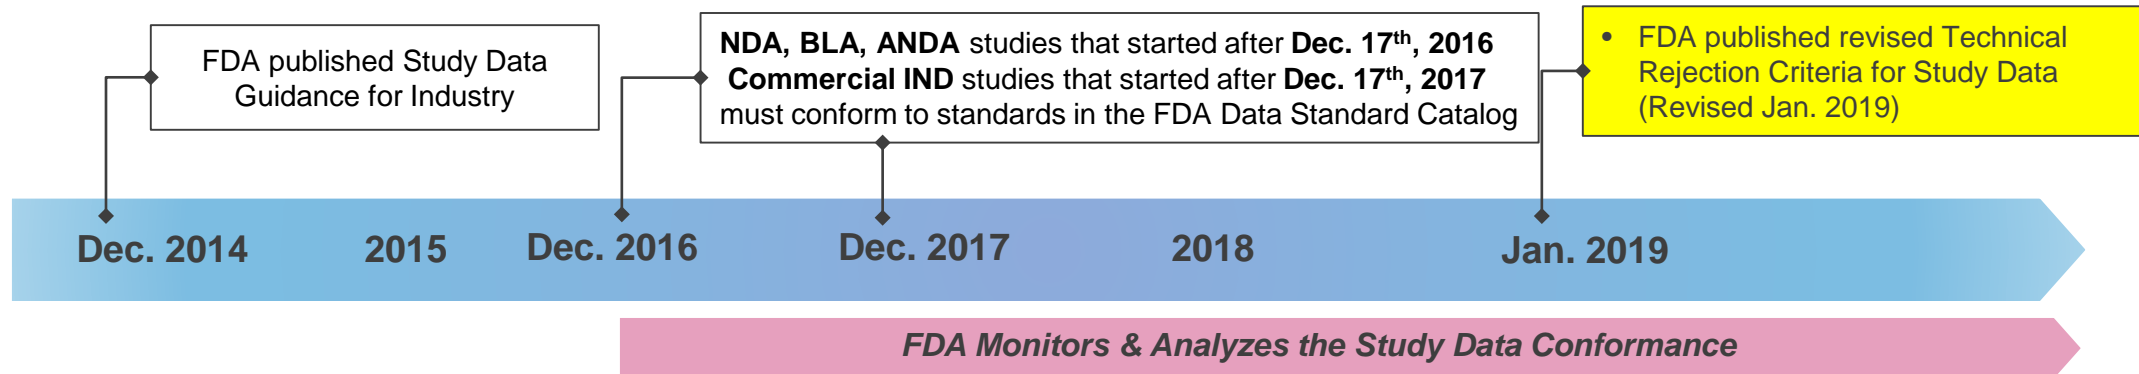 FDA published Study Data
Guidance for Industry
NDA, BLA, ANDA studies that started after Dec. 17th, 2016
Commercial IND studies that started after Dec. 17th, 2017
must conform to standards in the FDA Data Standard Catalog
• FDA published revised Technical
Rejection Criteria for Study Data
(Revised Jan. 2019)
Dec. 2014
2015
Dec. 2016
Dec. 2017
2018
Jan. 2019
FDA Monitors & Analyzes the Study Data Conformance